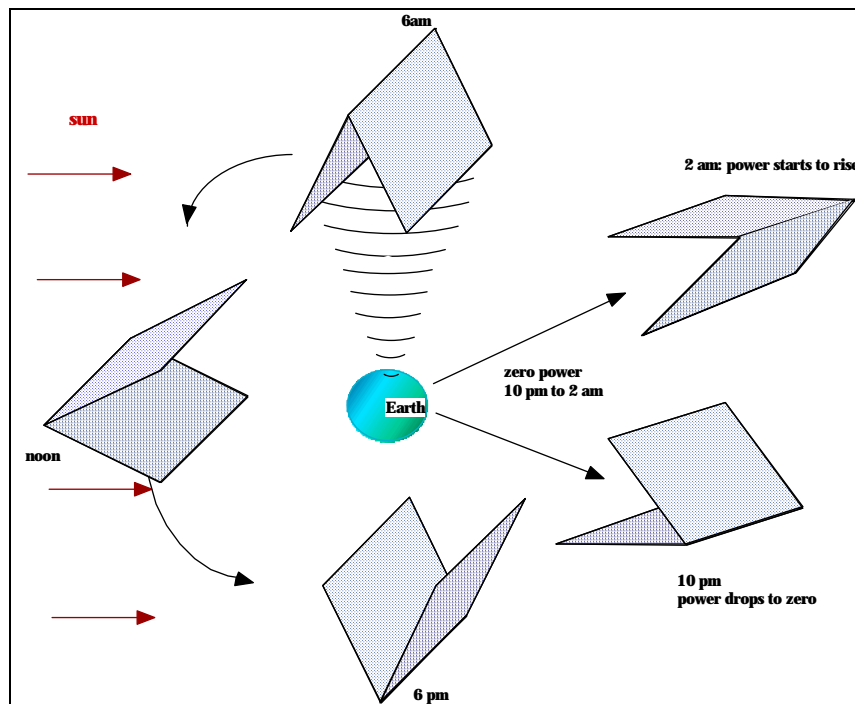 6am
sun
2 am: power starts to rise
zero power
10 pm to 2 am
Earth
noon
10 pm
power drops to zero
6 pm